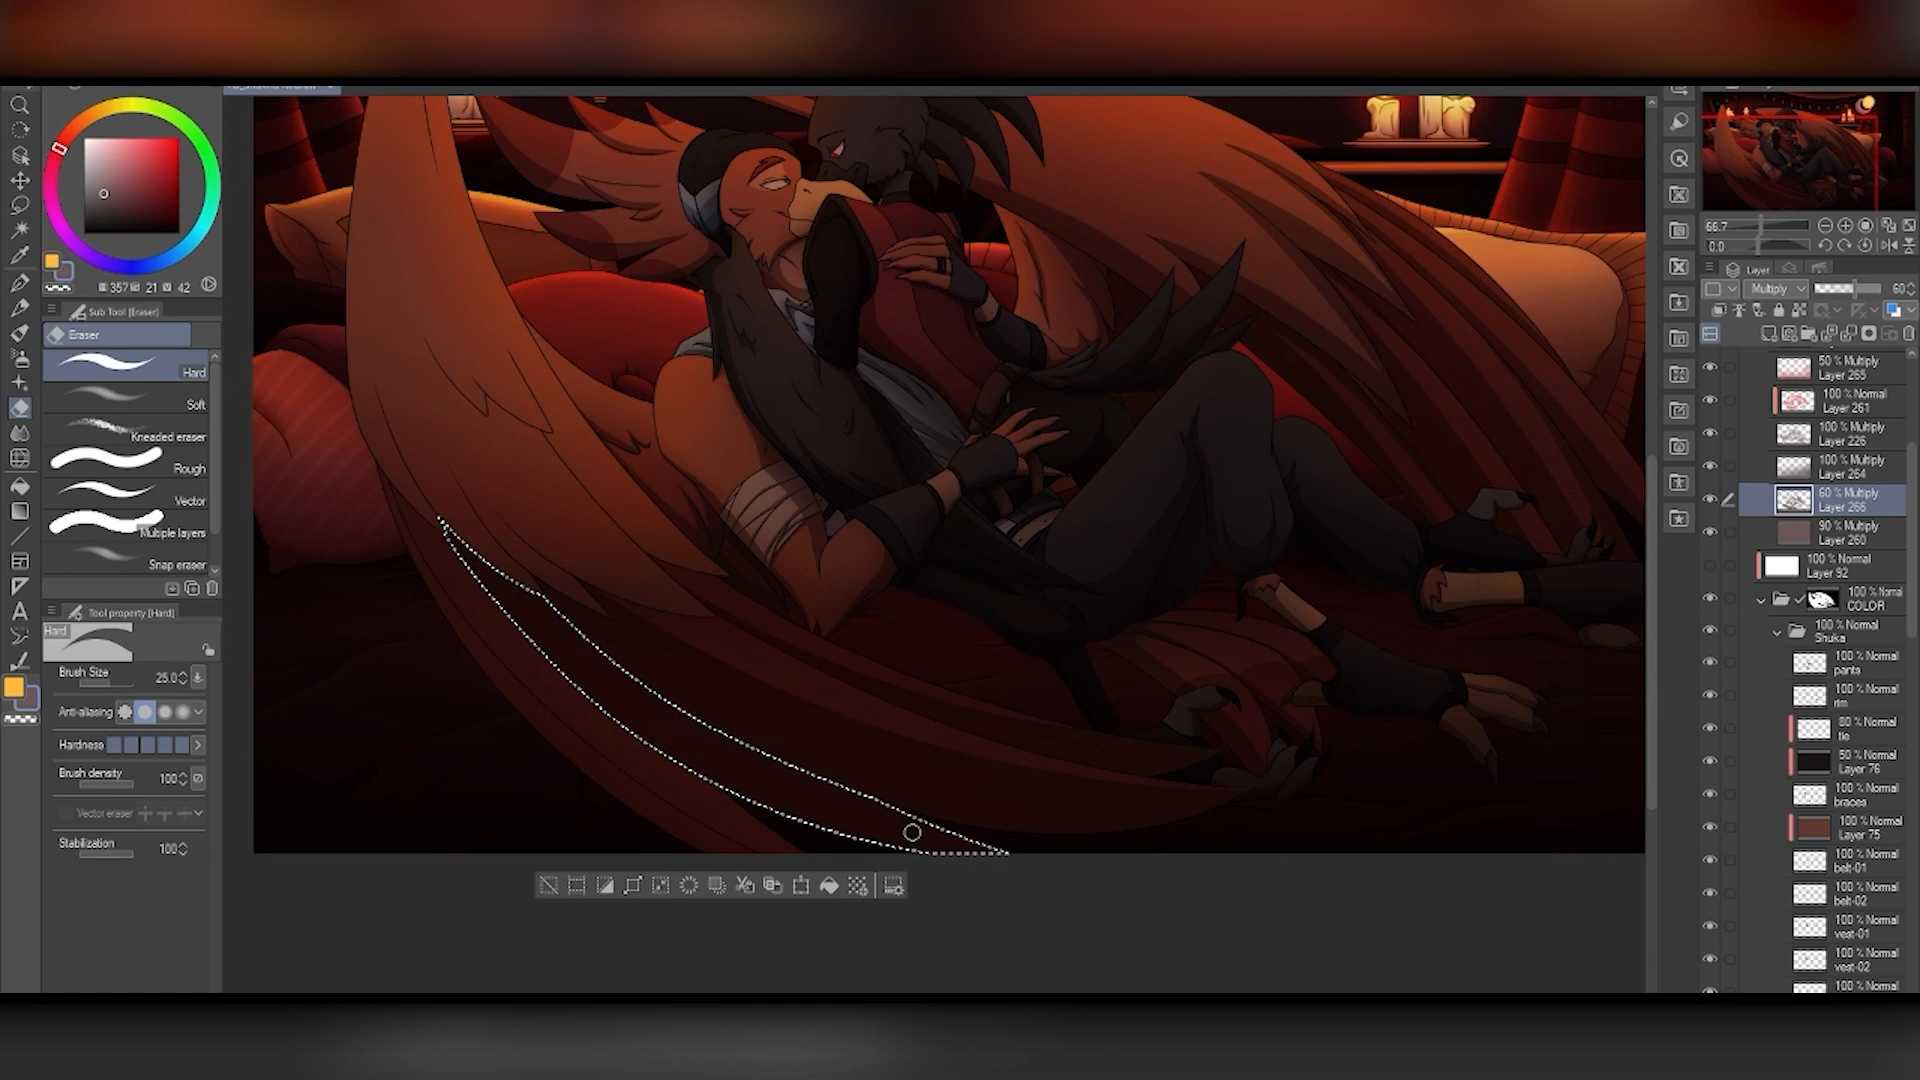 357 21 42
Sub Tool [Eraser]
Eraser
Hard
Soft
Kneaded eraser
Rough
Vector
Multiple layers
Snap eraser
Tool property [Hard]
Hard
Brush Size 25.0
Anti-aliasing
Hardness
Brush density 100
Vector eraser
Stabilization 100
66.7
0.0
Layer
Multiply 60
50 % Multiply
Layer 265
100 % Normal
Layer 261
100 % Multiply
Layer 226
100 % Multiply
Layer 264
60 % Multiply
Layer 266
90 % Multiply
Layer 260
100 % Normal
Layer 92
100 % Normal
COLOR
100 % Normal
Shuka
100 % Normal
pants
100 % Normal
rim
80 % Normal
tie
50 % Normal
Layer 76
100 % Normal
braces
100 % Normal
Layer 75
100 % Normal
belt-01
100 % Normal
belt-02
100 % Normal
vest-01
100 % Normal
vest-02
100 % Normal